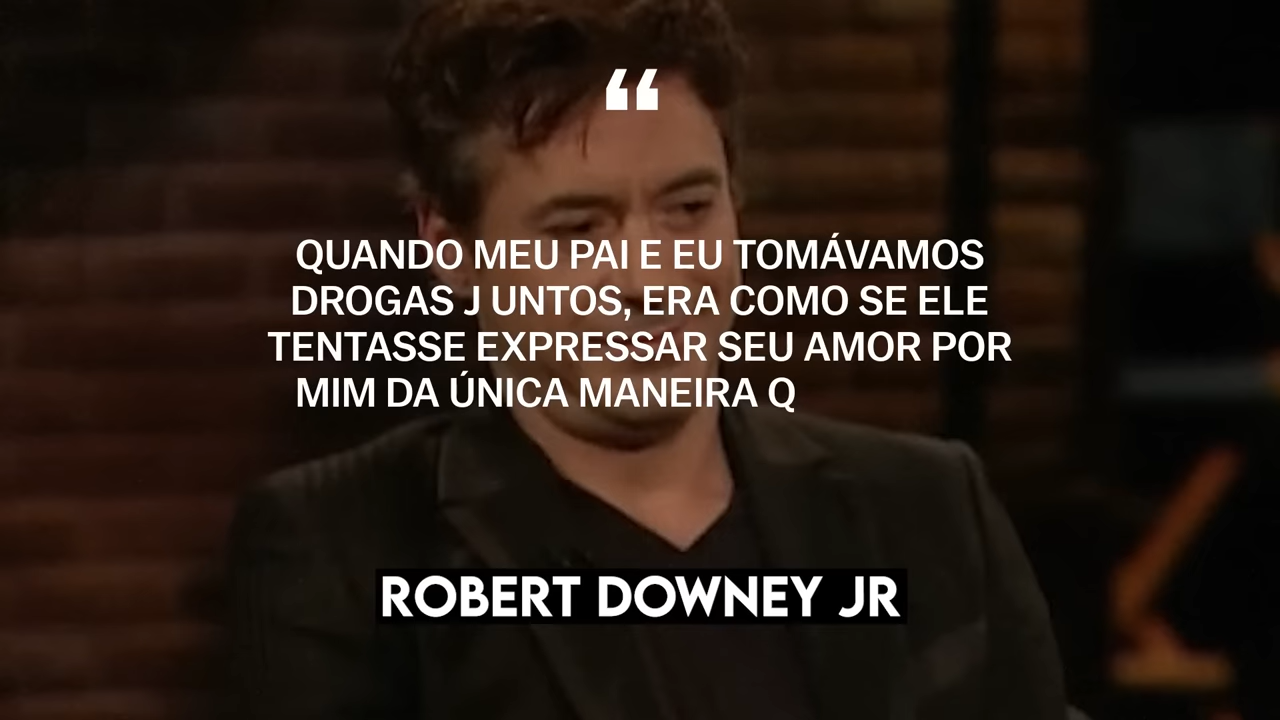 “
QUANDO MEU PAI E EU TOMÁVAMOS
DROGAS JUNTOS, ERA COMO SE ELE
TENTASSE EXPRESSAR SEU AMOR POR
MIM DA ÚNICA MANEIRA Q
ROBERT DOWNEY JR